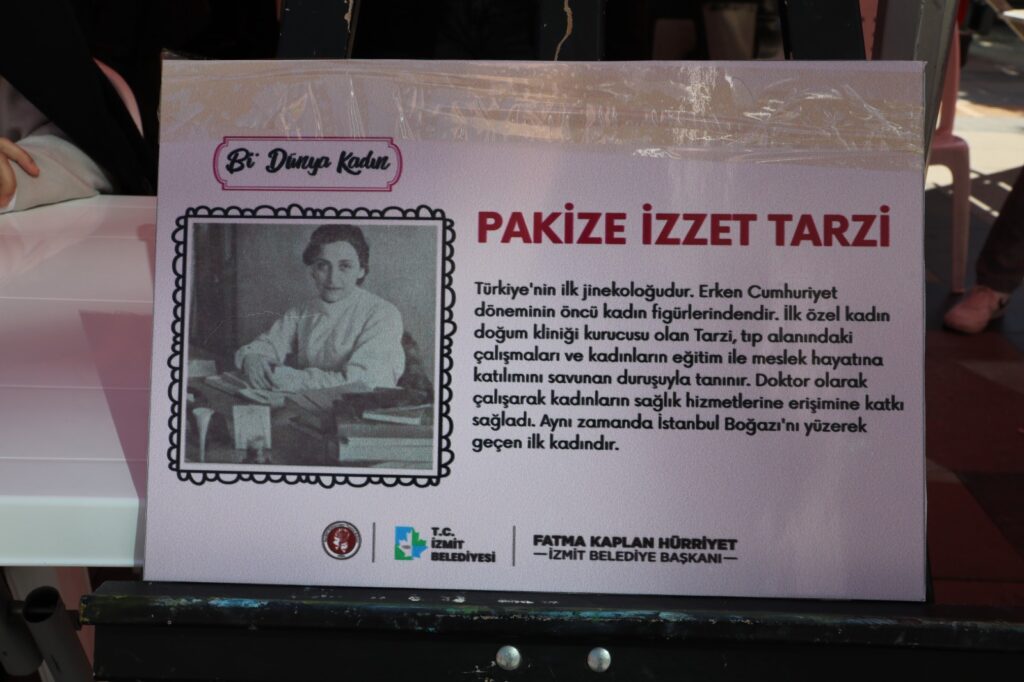 Bi' Dünya Kadın
PAKİZE İZZET TARZİ
Türkiye'nin ilk jinekoloğudur. Erken Cumhuriyet
döneminin öncü kadın figürlerindendir. İlk özel kadın
doğum kliniği kurucusu olan Tarzi, tıp alanındaki
çalışmaları ve kadınların eğitim ile meslek hayatına
katılımını savunan duruşuyla tanınır. Doktor olarak
çalışarak kadınların sağlık hizmetlerine erişimine katkı
sağladı. Aynı zamanda İstanbul Boğazı'nı yüzerek
geçen ilk kadındır.
T.C.
İZMİT
BELEDİYESİ
FATMA KAPLAN HÜRRİYET
—İZMİT BELEDİYE BAŞKANI—